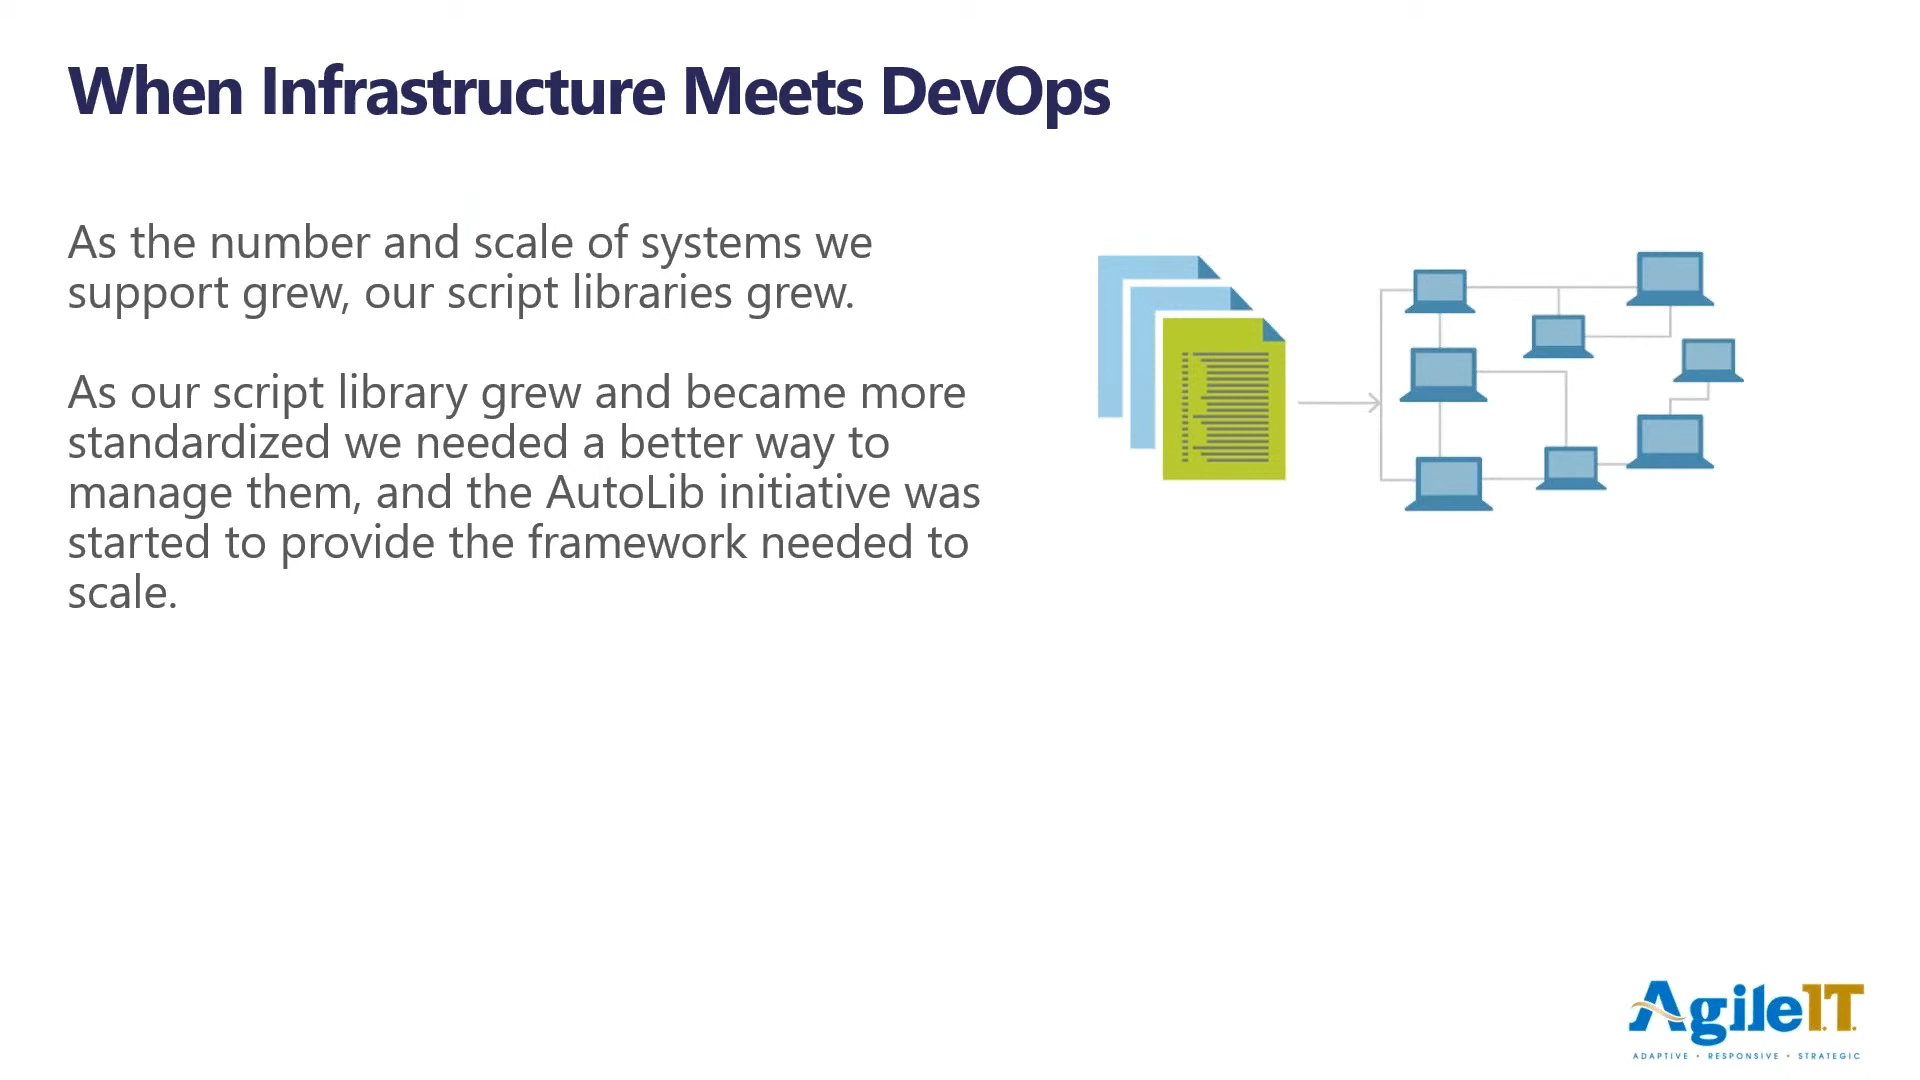 When Infrastructure Meets DevOps
As the number and scale of systems we
support grew, our script libraries grew.
As our script library grew and became more
standardized we needed a better way to
manage them, and the AutoLib initiative was
started to provide the framework needed to
scale.
AgileI.T.
ADAPTIVE • RESPONSIVE • STRATEGIC